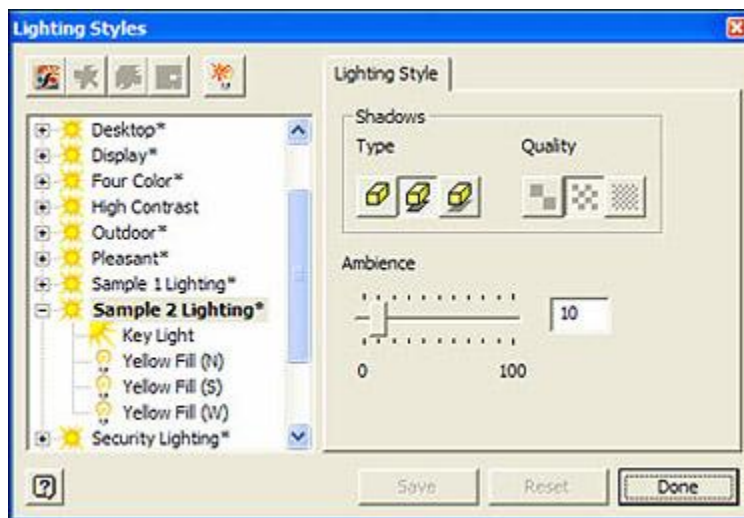 Lighting Styles
Desktop*
Display*
Four Color*
High Contrast
Outdoor*
Pleasant*
Sample 1 Lighting*
Sample 2 Lighting*
Key Light
Yellow Fill (N)
Yellow Fill (S)
Yellow Fill (W)
Security Lighting*
Lighting Style
Shadows
Type Quality
Ambience
10
0 100
Save Reset Done